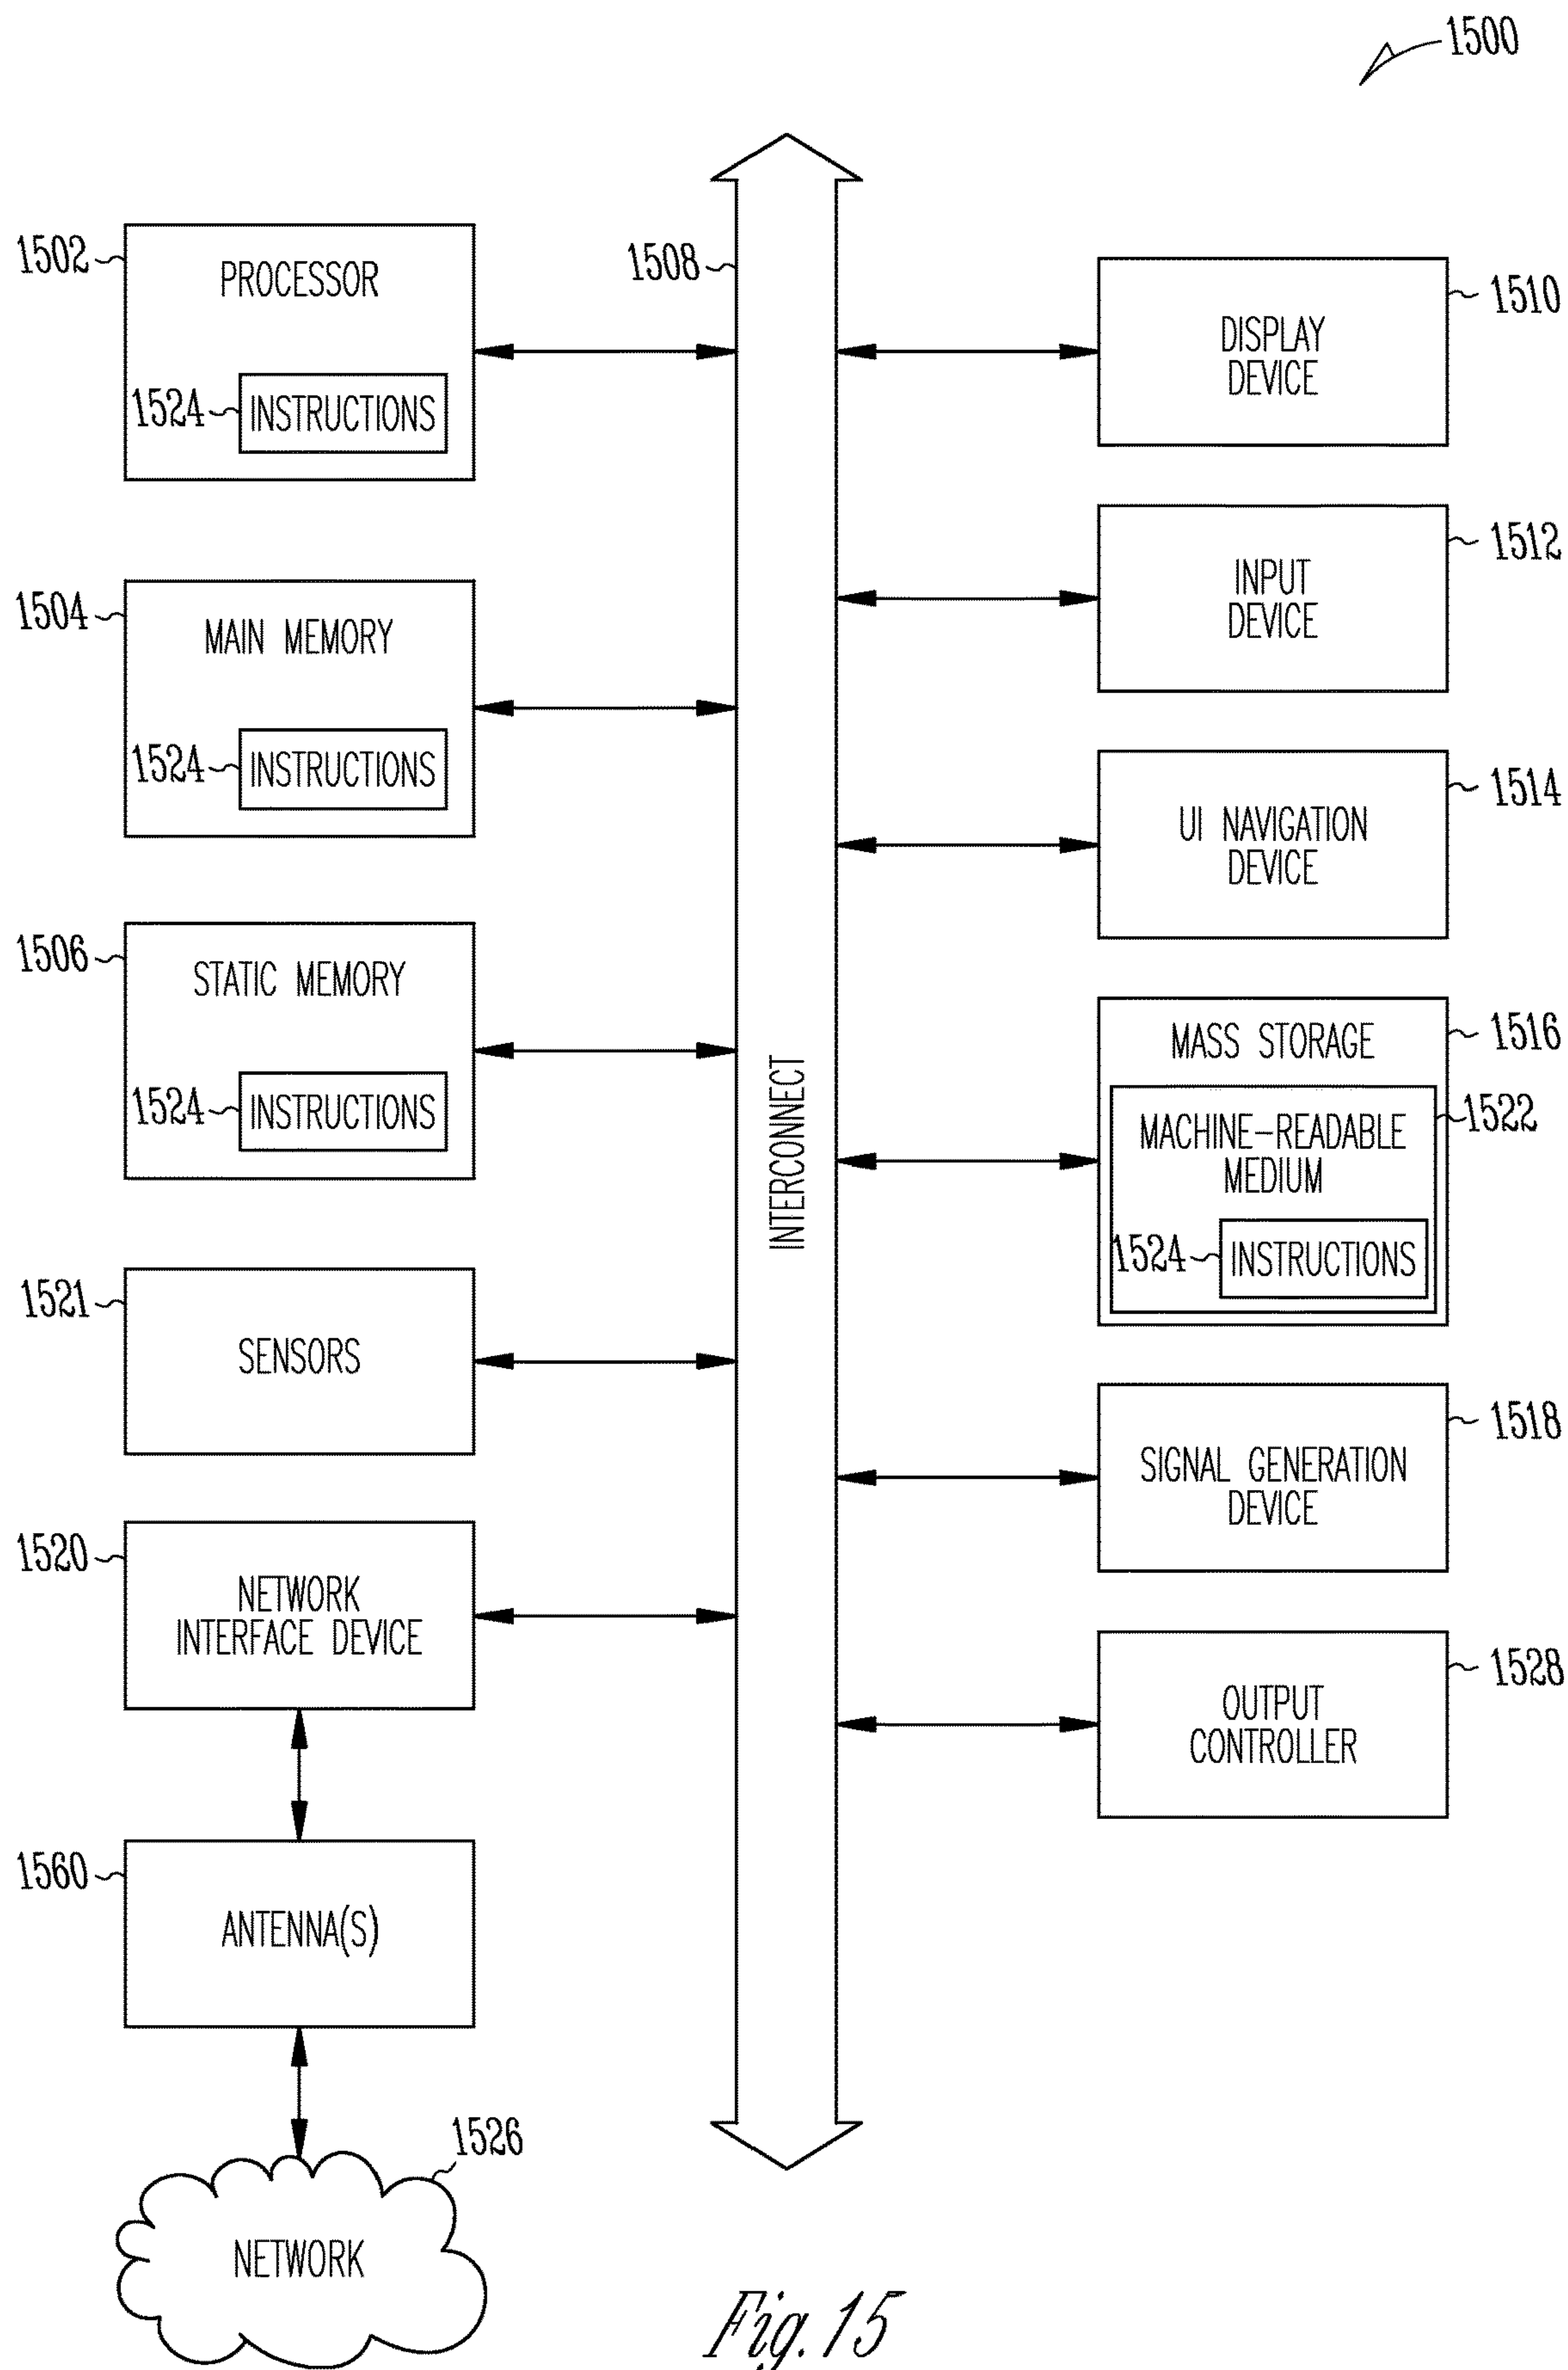 1500
1502
PROCESSOR
1524
INSTRUCTIONS
1504
MAIN MEMORY
1524
INSTRUCTIONS
1506
STATIC MEMORY
1524
INSTRUCTIONS
1521
SENSORS
1520
NETWORK
INTERFACE DEVICE
1560
ANTENNA(S)
1526
NETWORK
1508
INTERCONNECT
1510
DISPLAY
DEVICE
1512
INPUT
DEVICE
1514
UI NAVIGATION
DEVICE
1516
MASS STORAGE
1522
MACHINE-READABLE
MEDIUM
1524
INSTRUCTIONS
1518
SIGNAL GENERATION
DEVICE
1528
OUTPUT
CONTROLLER
Fig. 15